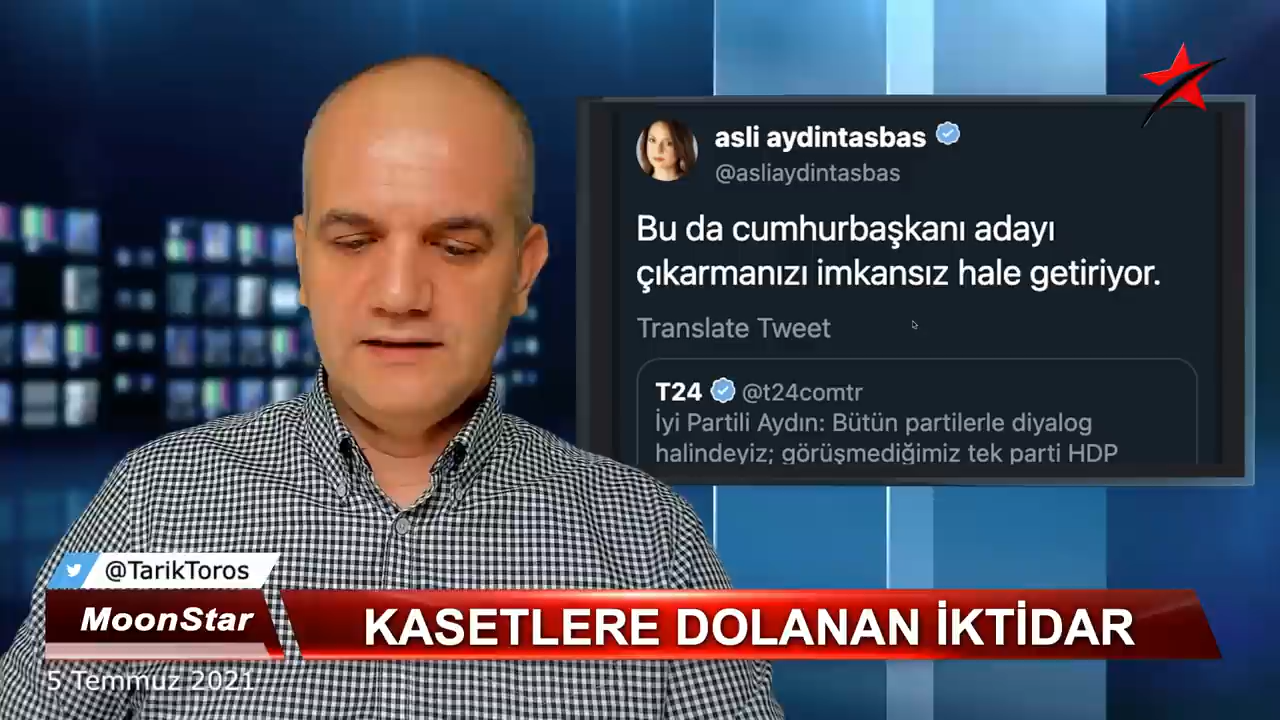 asli aydintasbas
@asliaydintasbas
Bu da cumhurbaşkanı adayı
çıkarmanızı imkansız hale getiriyor.
Translate Tweet
T24 @t24comtr
İyi Partili Aydın: Bütün partilerle diyalog
halindeyiz; görüşmediğimiz tek parti HDP
@TarikToros
MoonStar
KASETLERE DOLANAN İKTİDAR
5 Temmuz 2021